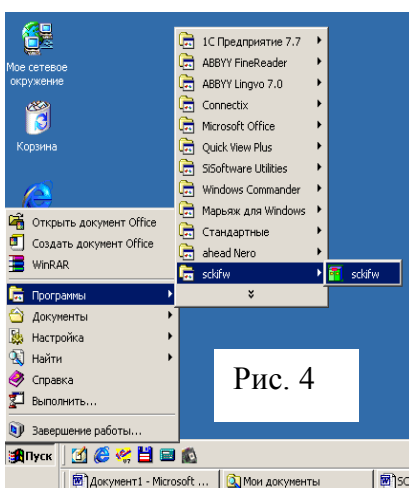 Мое сетевое
окружение
Корзина
1С Предприятие 7.7
ABBYY FineReader
ABBYY Lingvo 7.0
Connectix
Microsoft Office
Quick View Plus
SiSoftware Utilities
Windows Commander
Марьяж для Windows
Стандартные
ahead Nero
sckifw
sckifw
Открыть документ Office
Создать документ Office
WinRAR
Программы
Документы
Настройка
Найти
Справка
Выполнить...
Завершение работы...
Рис. 4
Пуск
Документ1 - Microsoft ...
Мои документы
SC